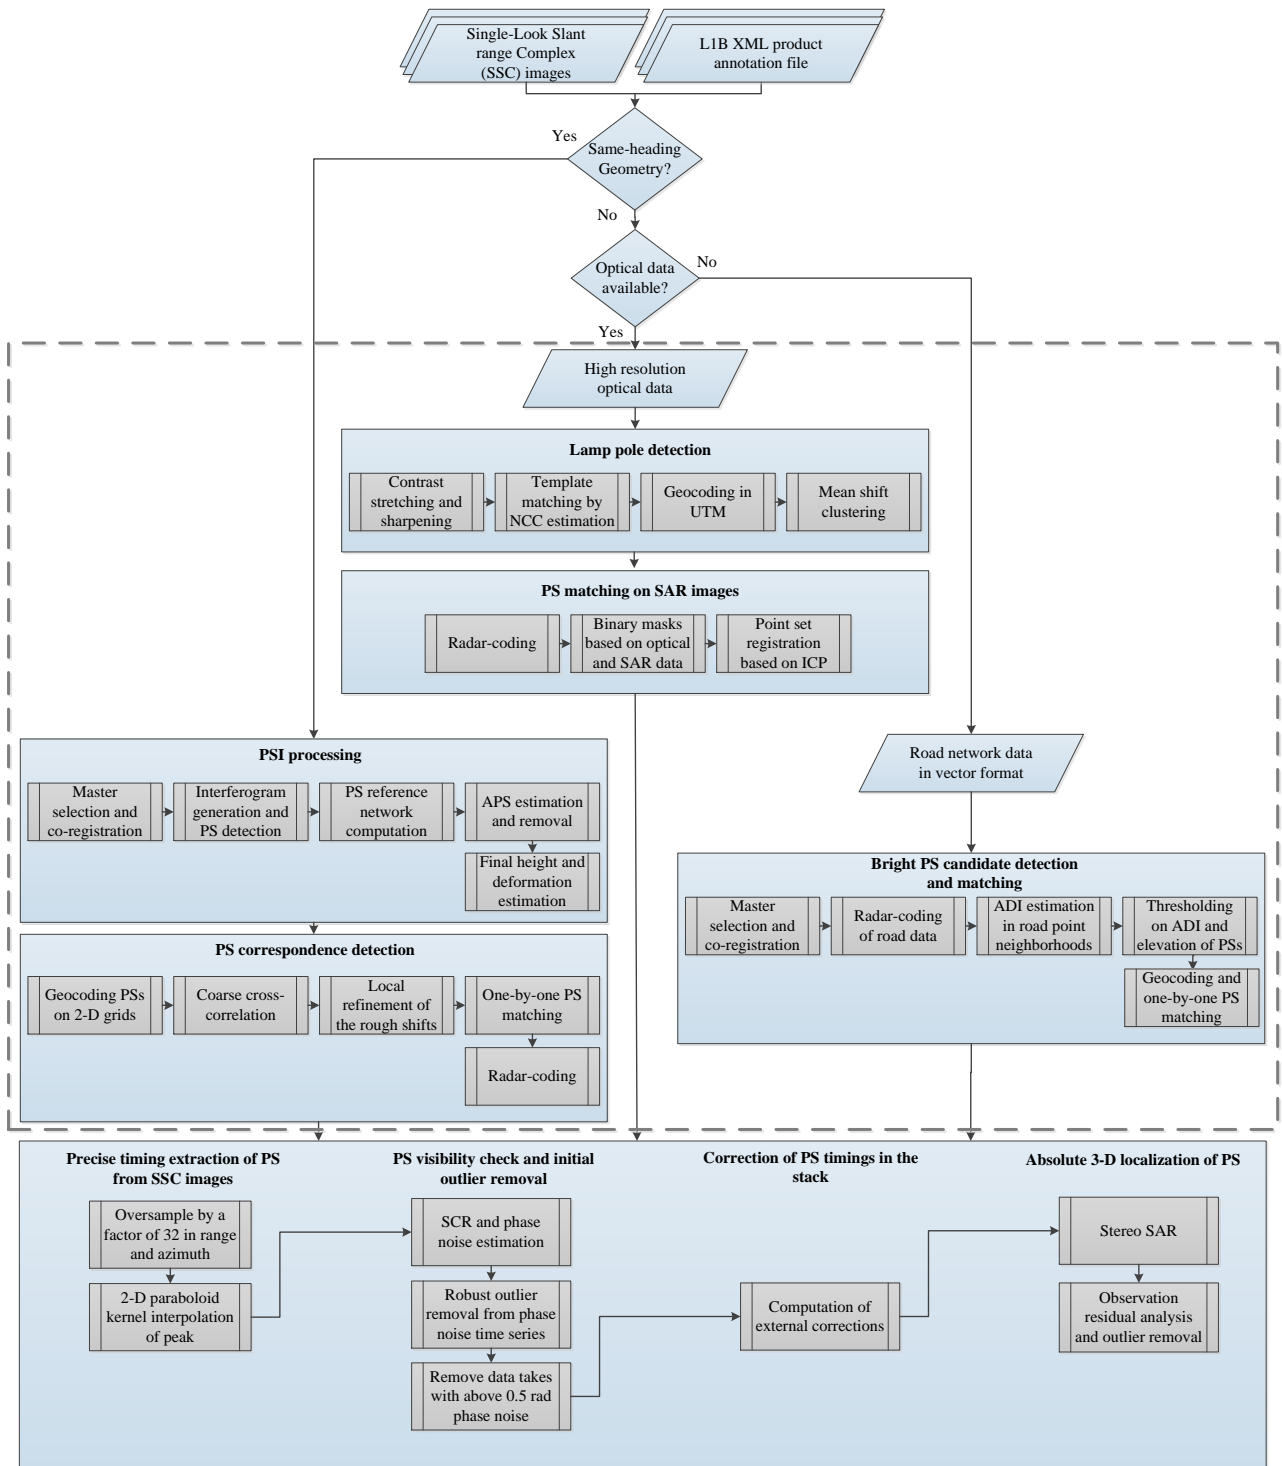 Single-Look Slant
range Complex
(SSC) images
L1B XML product
annotation file
Yes
Same-heading
Geometry?
No
Optical data
available?
No
Yes
High resolution
optical data
Lamp pole detection
Contrast
stretching and
sharpening
Template
matching by
NCC estimation
Geocoding in
UTM
Mean shift
clustering
PS matching on SAR images
Radar-coding
Binary masks
based on optical
and SAR data
Point set
registration
based on ICP
PSI processing
Master
selection and
co-registration
Interferogram
generation and
PS detection
PS reference
network
computation
APS estimation
and removal
Final height and
deformation
estimation
Road network data
in vector format
Bright PS candidate detection
and matching
Master
selection and
co-registration
Radar-coding
of road data
ADI estimation
in road point
neighborhoods
Thresholding
on ADI and
elevation of PSs
Geocoding and
one-by-one PS
matching
PS correspondence detection
Geocoding PSs
on 2-D grids
Coarse cross-
correlation
Local
refinement of
the rough shifts
One-by-one PS
matching
Radar-coding
Precise timing extraction of PS
from SSC images
Oversample by a
factor of 32 in range
and azimuth
2-D paraboloid
kernel interpolation
of peak
PS visibility check and initial
outlier removal
SCR and phase
noise estimation
Robust outlier
removal from phase
noise time series
Remove data takes
with above 0.5 rad
phase noise
Correction of PS timings in the
stack
Computation of
external corrections
Absolute 3-D localization of PS
Stereo SAR
Observation
residual analysis
and outlier removal